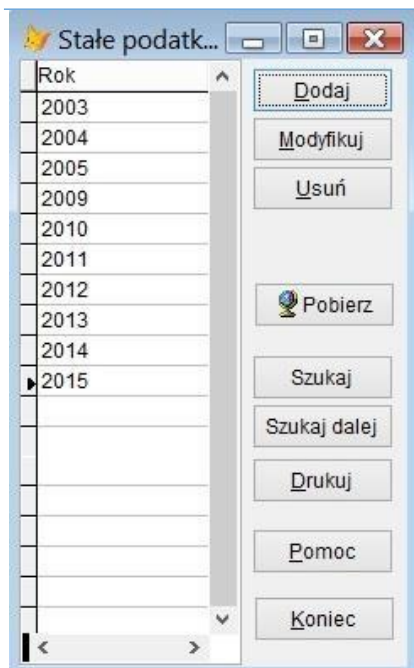 Stałe podatk...
Rok
2003
2004
2005
2009
2010
2011
2012
2013
2014
2015
Dodaj
Modyfikuj
Usuń
Pobierz
Szukaj
Szukaj dalej
Drukuj
Pomoc
Koniec